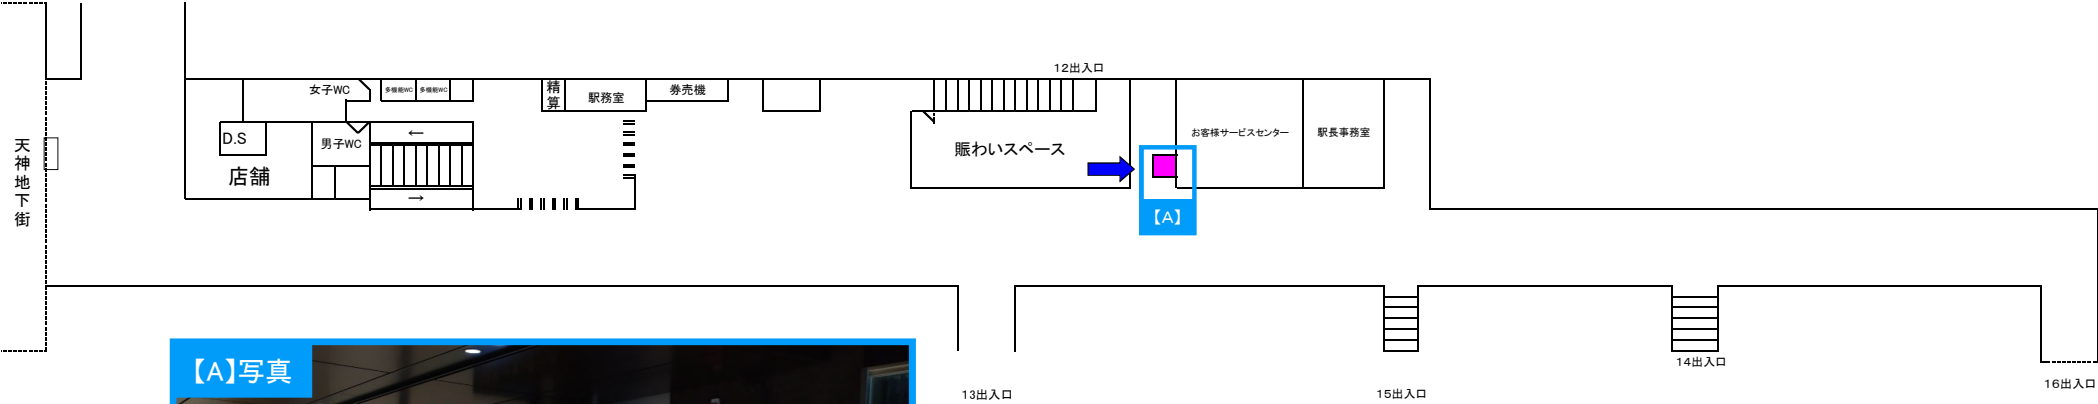 12出入口
女子WC
多機能WC
多機能WC
精算
駅務室
券売機
天神地下街
D.S
男子WC
←
店舗
→
賑わいスペース
お客様サービスセンター
駅長事務室
【A】
【A】写真
13出入口
15出入口
14出入口
16出入口